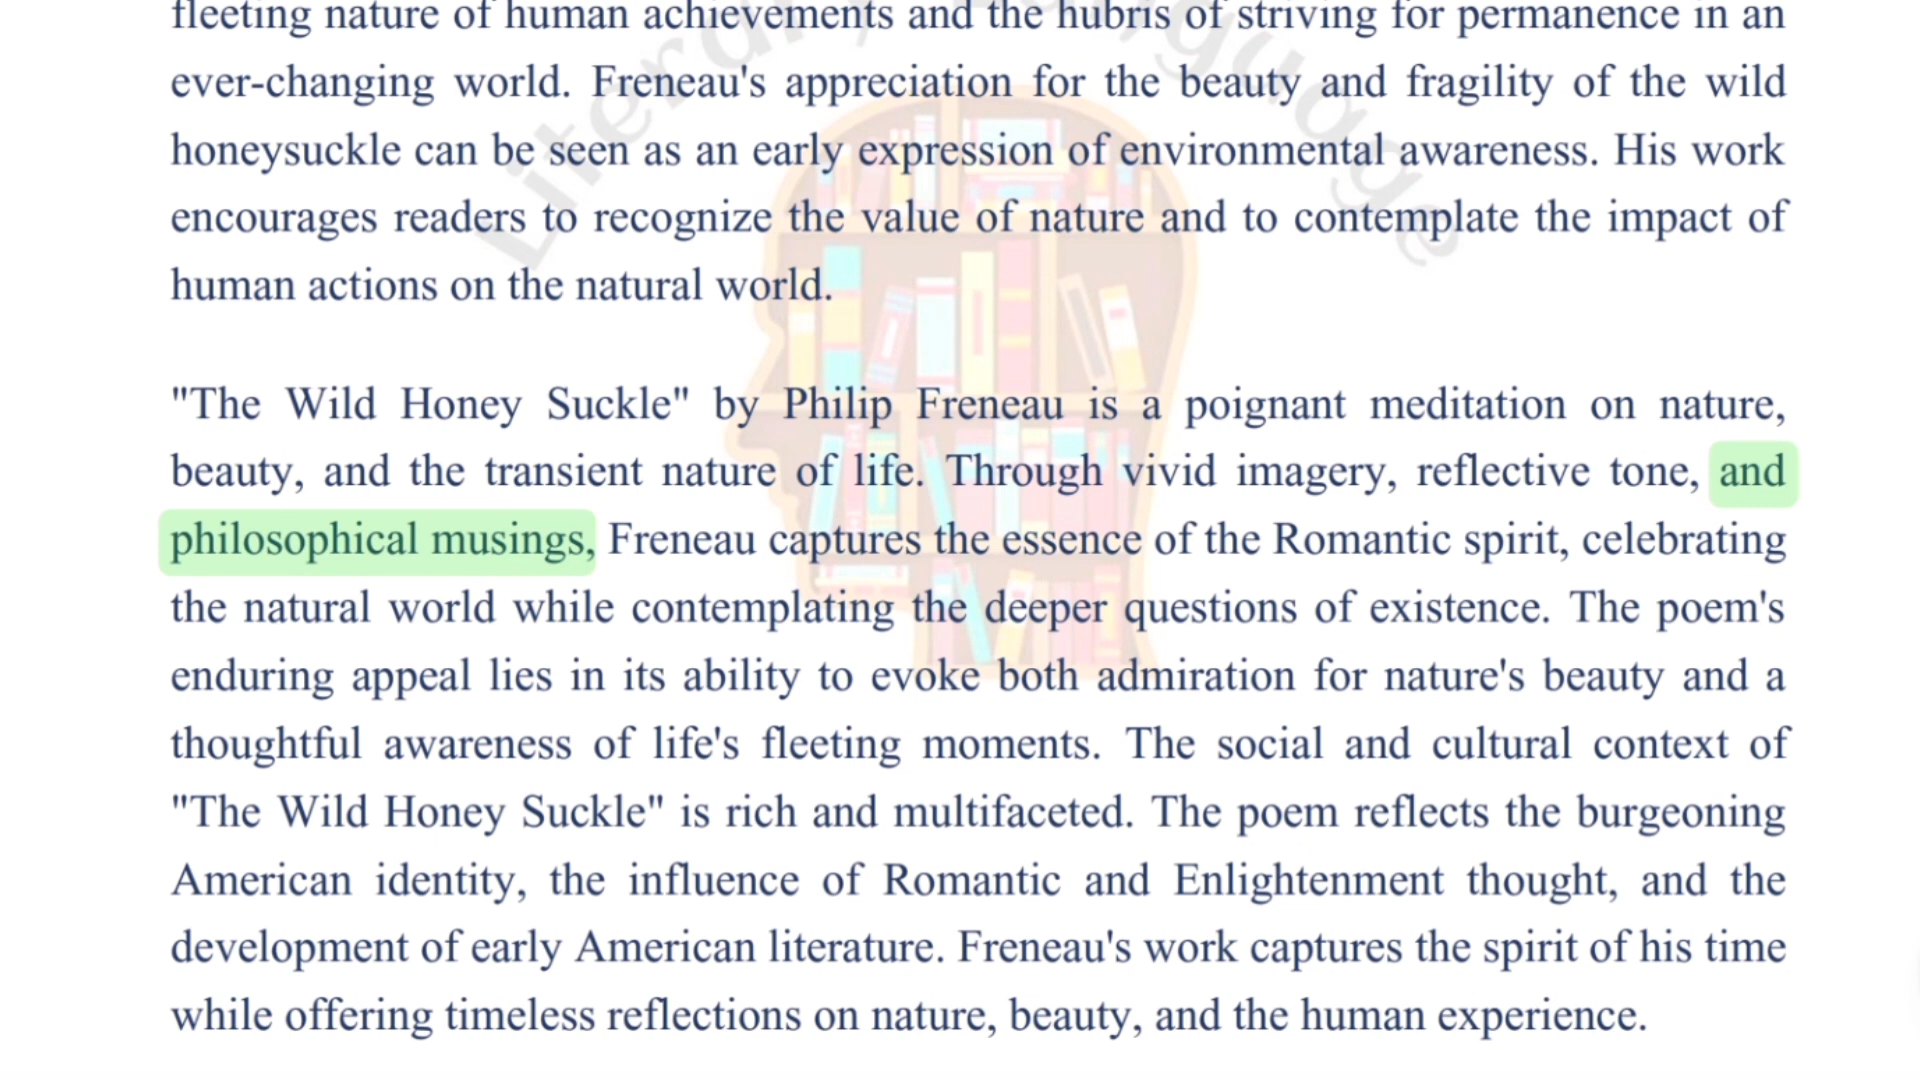 fleeting nature of human achievements and the hubris of striving for permanence in an
ever-changing world. Freneau's appreciation for the beauty and fragility of the wild
honeysuckle can be seen as an early expression of environmental awareness. His work
encourages readers to recognize the value of nature and to contemplate the impact of
human actions on the natural world.
"The Wild Honey Suckle" by Philip Freneau is a poignant meditation on nature,
beauty, and the transient nature of life. Through vivid imagery, reflective tone, and
philosophical musings, Freneau captures the essence of the Romantic spirit, celebrating
the natural world while contemplating the deeper questions of existence. The poem's
enduring appeal lies in its ability to evoke both admiration for nature's beauty and a
thoughtful awareness of life's fleeting moments. The social and cultural context of
"The Wild Honey Suckle" is rich and multifaceted. The poem reflects the burgeoning
American identity, the influence of Romantic and Enlightenment thought, and the
development of early American literature. Freneau's work captures the spirit of his time
while offering timeless reflections on nature, beauty, and the human experience.